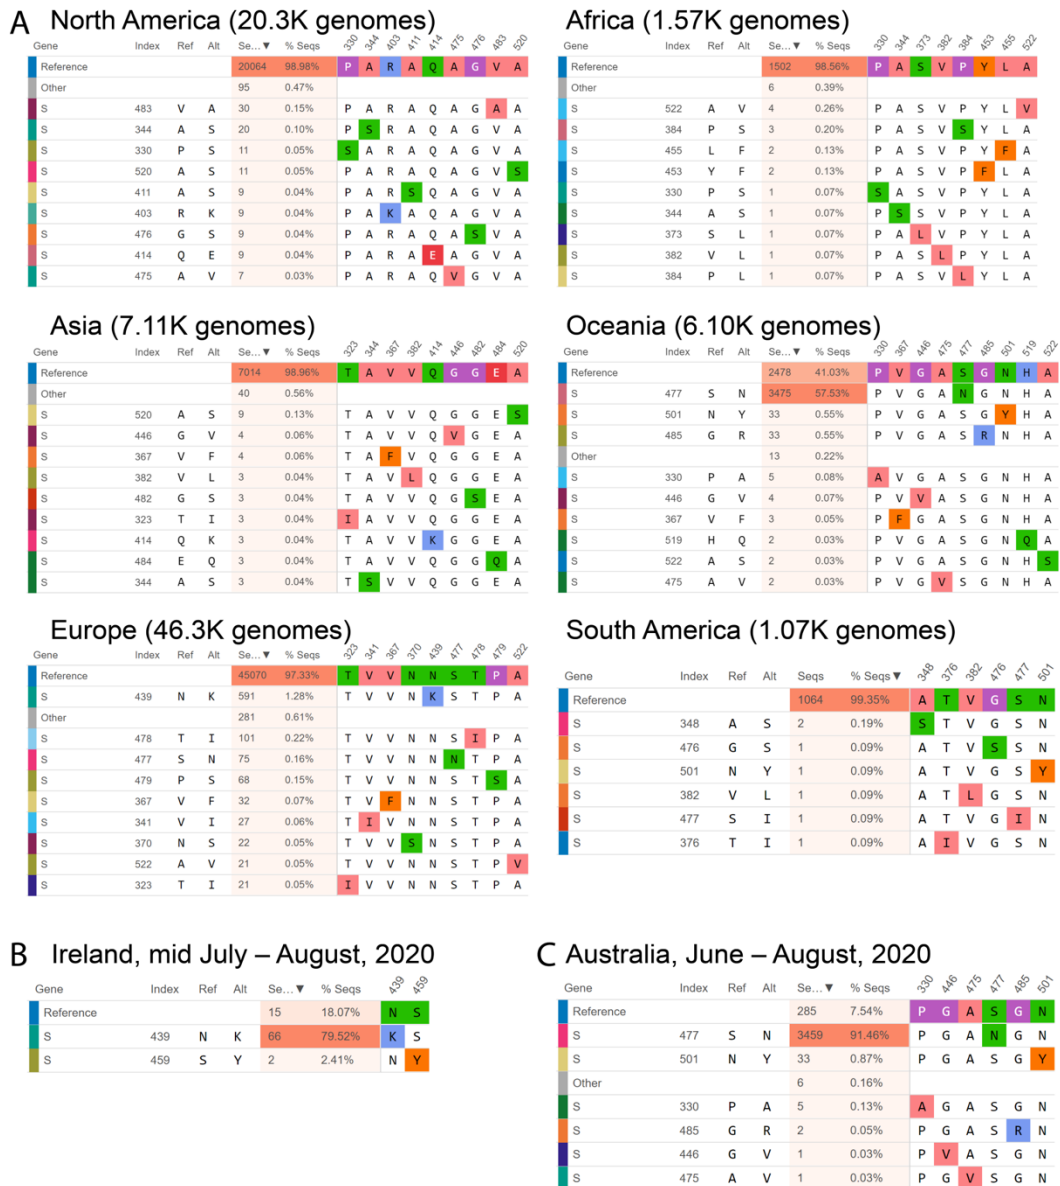 A North America (20.3K genomes)
Gene Index Ref Alt Se... ▼ % Seqs 330 344 403 411 414 475 476 483 520
Reference 20064 98.98% P A R A Q A G V A
Other 95 0.47%
S 483 V A 30 0.15% P A R A Q A G A A
S 344 A S 20 0.10% P S R A Q A G V A
S 330 P S 11 0.05% S A R A Q A G V A
S 520 A S 11 0.05% P A R A Q A G V S
S 411 A S 9 0.04% P A R S Q A G V A
S 403 R K 9 0.04% P A K A Q A G V A
S 476 G S 9 0.04% P A R A Q A S V A
S 414 Q E 9 0.04% P A R A E A G V A
S 475 A V 7 0.03% P A R A Q V G V A
Africa (1.57K genomes)
Gene Index Ref Alt Se... ▼ % Seqs 330 344 373 382 384 453 455 522
Reference 1502 98.56% P A S V P Y L A
Other 6 0.39%
S 522 A V 4 0.26% P A S V P Y L V
S 384 P S 3 0.20% P A S V S Y L A
S 455 L F 2 0.13% P A S V P Y F A
S 453 Y F 2 0.13% P A S V P F L A
S 330 P S 1 0.07% S A S V P Y L A
S 344 A S 1 0.07% P S S V P Y L A
S 373 S L 1 0.07% P A L V P Y L A
S 382 V L 1 0.07% P A S L P Y L A
S 384 P L 1 0.07% P A S V L Y L A
Asia (7.11K genomes)
Gene Index Ref Alt Se... ▼ % Seqs 323 344 367 382 414 446 482 484 520
Reference 7014 98.96% T A V V Q G G E A
Other 40 0.56%
S 520 A S 9 0.13% T A V V Q G G E S
S 446 G V 4 0.06% T A V V Q V G E A
S 367 V F 4 0.06% T A F V Q G G E A
S 382 V L 3 0.04% T A V L Q G G E A
S 482 G S 3 0.04% T A V V Q G S E A
S 323 T I 3 0.04% I A V V Q G G E A
S 414 Q K 3 0.04% T A V V K G G E A
S 484 E Q 3 0.04% T A V V Q G G Q A
S 344 A S 3 0.04% T S V V Q G G E A
Oceania (6.10K genomes)
Gene Index Ref Alt Se... ▼ % Seqs 330 367 446 475 477 485 501 519 522
Reference 2478 41.03% P V G A S G N H A
S 477 S N 3475 57.53% P V G A N G N H A
S 501 N Y 33 0.55% P V G A S G Y H A
S 485 G R 33 0.55% P V G A S R N H A
Other 13 0.22%
S 330 P A 5 0.08% A V G A S G N H A
S 446 G V 4 0.07% P V V A S G N H A
S 367 V F 3 0.05% P F G A S G N H A
S 519 H Q 2 0.03% P V G A S G N Q A
S 522 A S 2 0.03% P V G A S G N H S
S 475 A V 2 0.03% P V G V S G N H A
Europe (46.3K genomes)
Gene Index Ref Alt Se... ▼ % Seqs 323 341 367 370 439 477 478 479 522
Reference 45070 97.33% T V V N N S T P A
S 439 N K 591 1.28% T V V N K S T P A
Other 281 0.61%
S 478 T I 101 0.22% T V V N N S I P A
S 477 S N 75 0.16% T V V N N N T P A
S 479 P S 68 0.15% T V V N N S T S A
S 367 V F 32 0.07% T V F N N S T P A
S 341 V I 27 0.06% T I V N N S T P A
S 370 N S 22 0.05% T V V S N S T P A
S 522 A V 21 0.05% T V V N N S T P V
S 323 T I 21 0.05% I V V N N S T P A
South America (1.07K genomes)
Gene Index Ref Alt Seqs % Seqs ▼ 348 376 382 476 477 501
Reference 1064 99.35% A T V G S N
S 348 A S 2 0.19% S T V G S N
S 476 G S 1 0.09% A T V S S N
S 501 N Y 1 0.09% A T V G S Y
S 382 V L 1 0.09% A T L G S N
S 477 S I 1 0.09% A T V G I N
S 376 T I 1 0.09% A I V G S N
B Ireland, mid July – August, 2020
Gene Index Ref Alt Se... ▼ % Seqs 439 459
Reference 15 18.07% N S
S 439 N K 66 79.52% K S
S 459 S Y 2 2.41% N Y
C Australia, June – August, 2020
Gene Index Ref Alt Se... ▼ % Seqs 330 446 475 477 485 501
Reference 285 7.54% P G A S G N
S 477 S N 3459 91.46% P G A N G N
S 501 N Y 33 0.87% P G A S G Y
Other 6 0.16%
S 330 P A 5 0.13% A G A S G N
S 485 G R 2 0.05% P G A S R N
S 446 G V 1 0.03% P V A S G N
S 475 A V 1 0.03% P G V S G N